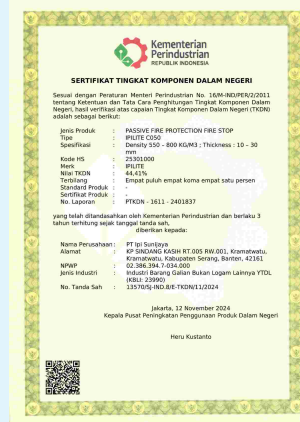 Kementerian
Perindustrian
REPUBLIK INDONESIA
SERTIFIKAT TINGKAT KOMPONEN DALAM NEGERI
Sesuai dengan Peraturan Menteri Perindustrian No. 16/M-IND/PER/2/2011
tentang Ketentuan dan Tata Cara Penghitungan Tingkat Komponen Dalam
Negeri, hasil verifikasi atas capaian Tingkat Komponen Dalam Negeri (TKDN)
adalah sebagai berikut:
Jenis Produk : PASSIVE FIRE PROTECTION FIRE STOP
Tipe : IPILITE C050
Spesifikasi : Density 550 – 800 KG/M3 ; Thickness : 10 – 30
mm
Kode HS : 25301000
Merk : IPILITE
Nilai TKDN : 44,41%
Terbilang : Empat puluh empat koma empat satu persen
Standard Produk : -
Sertifikat Produk : -
No. Laporan : PTKDN - 1611 - 2401837
yang telah ditandasahkan oleh Kementerian Perindustrian dan berlaku 3
tahun terhitung sejak tanggal tanda sah,
diberikan kepada:
Nama Perusahaan : PT Ipi Sunijaya
Alamat : KP SINDANG KASIH RT.005 RW.001, Kramatwatu,
Kramatwatu, Kabupaten Serang, Banten, 42161
NPWP : 02.386.394.7-034.000
Jenis Industri : Industri Barang Galian Bukan Logam Lainnya YTDL
(KBLI: 23990)
No. Tanda Sah : 13570/SJ-IND.8/E-TKDN/11/2024
Jakarta, 12 November 2024
Kepala Pusat Peningkatan Penggunaan Produk Dalam Negeri
Heru Kustanto